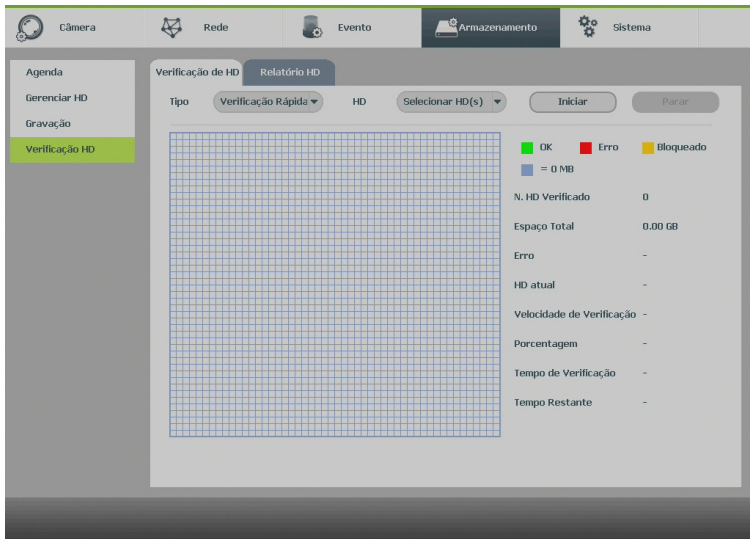 Câmera Rede Evento Armazenamento Sistema
Agenda
Gerenciar HD
Gravação
Verificação HD
Verificação de HD Relatório HD
Tipo Verificação Rápida HD Selecionar HD(s) Iniciar Parar
OK Erro Bloqueado
= 0 MB
N. HD Verificado 0
Espaço Total 0.00 GB
Erro -
HD atual -
Velocidade de Verificação -
Porcentagem -
Tempo de Verificação -
Tempo Restante -